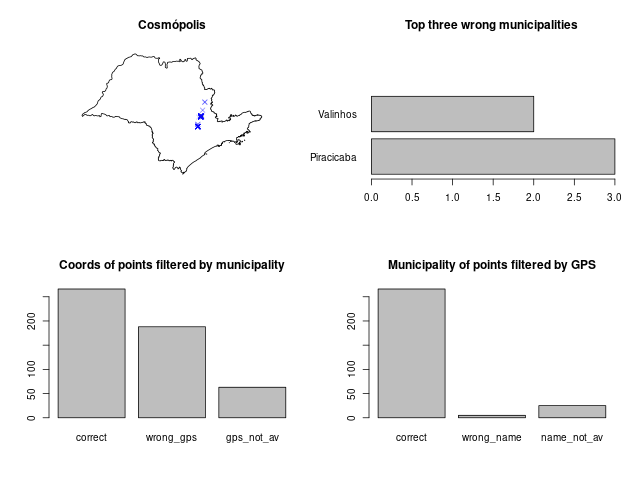 Cosmópolis
Top three wrong municipalities
Valinhos
Piracicaba
0.0 0.5 1.0 1.5 2.0 2.5 3.0
Coords of points filtered by municipality
0 50 100 200
correct wrong_gps gps_not_av
Municipality of points filtered by GPS
0 50 100 200
correct wrong_name name_not_av